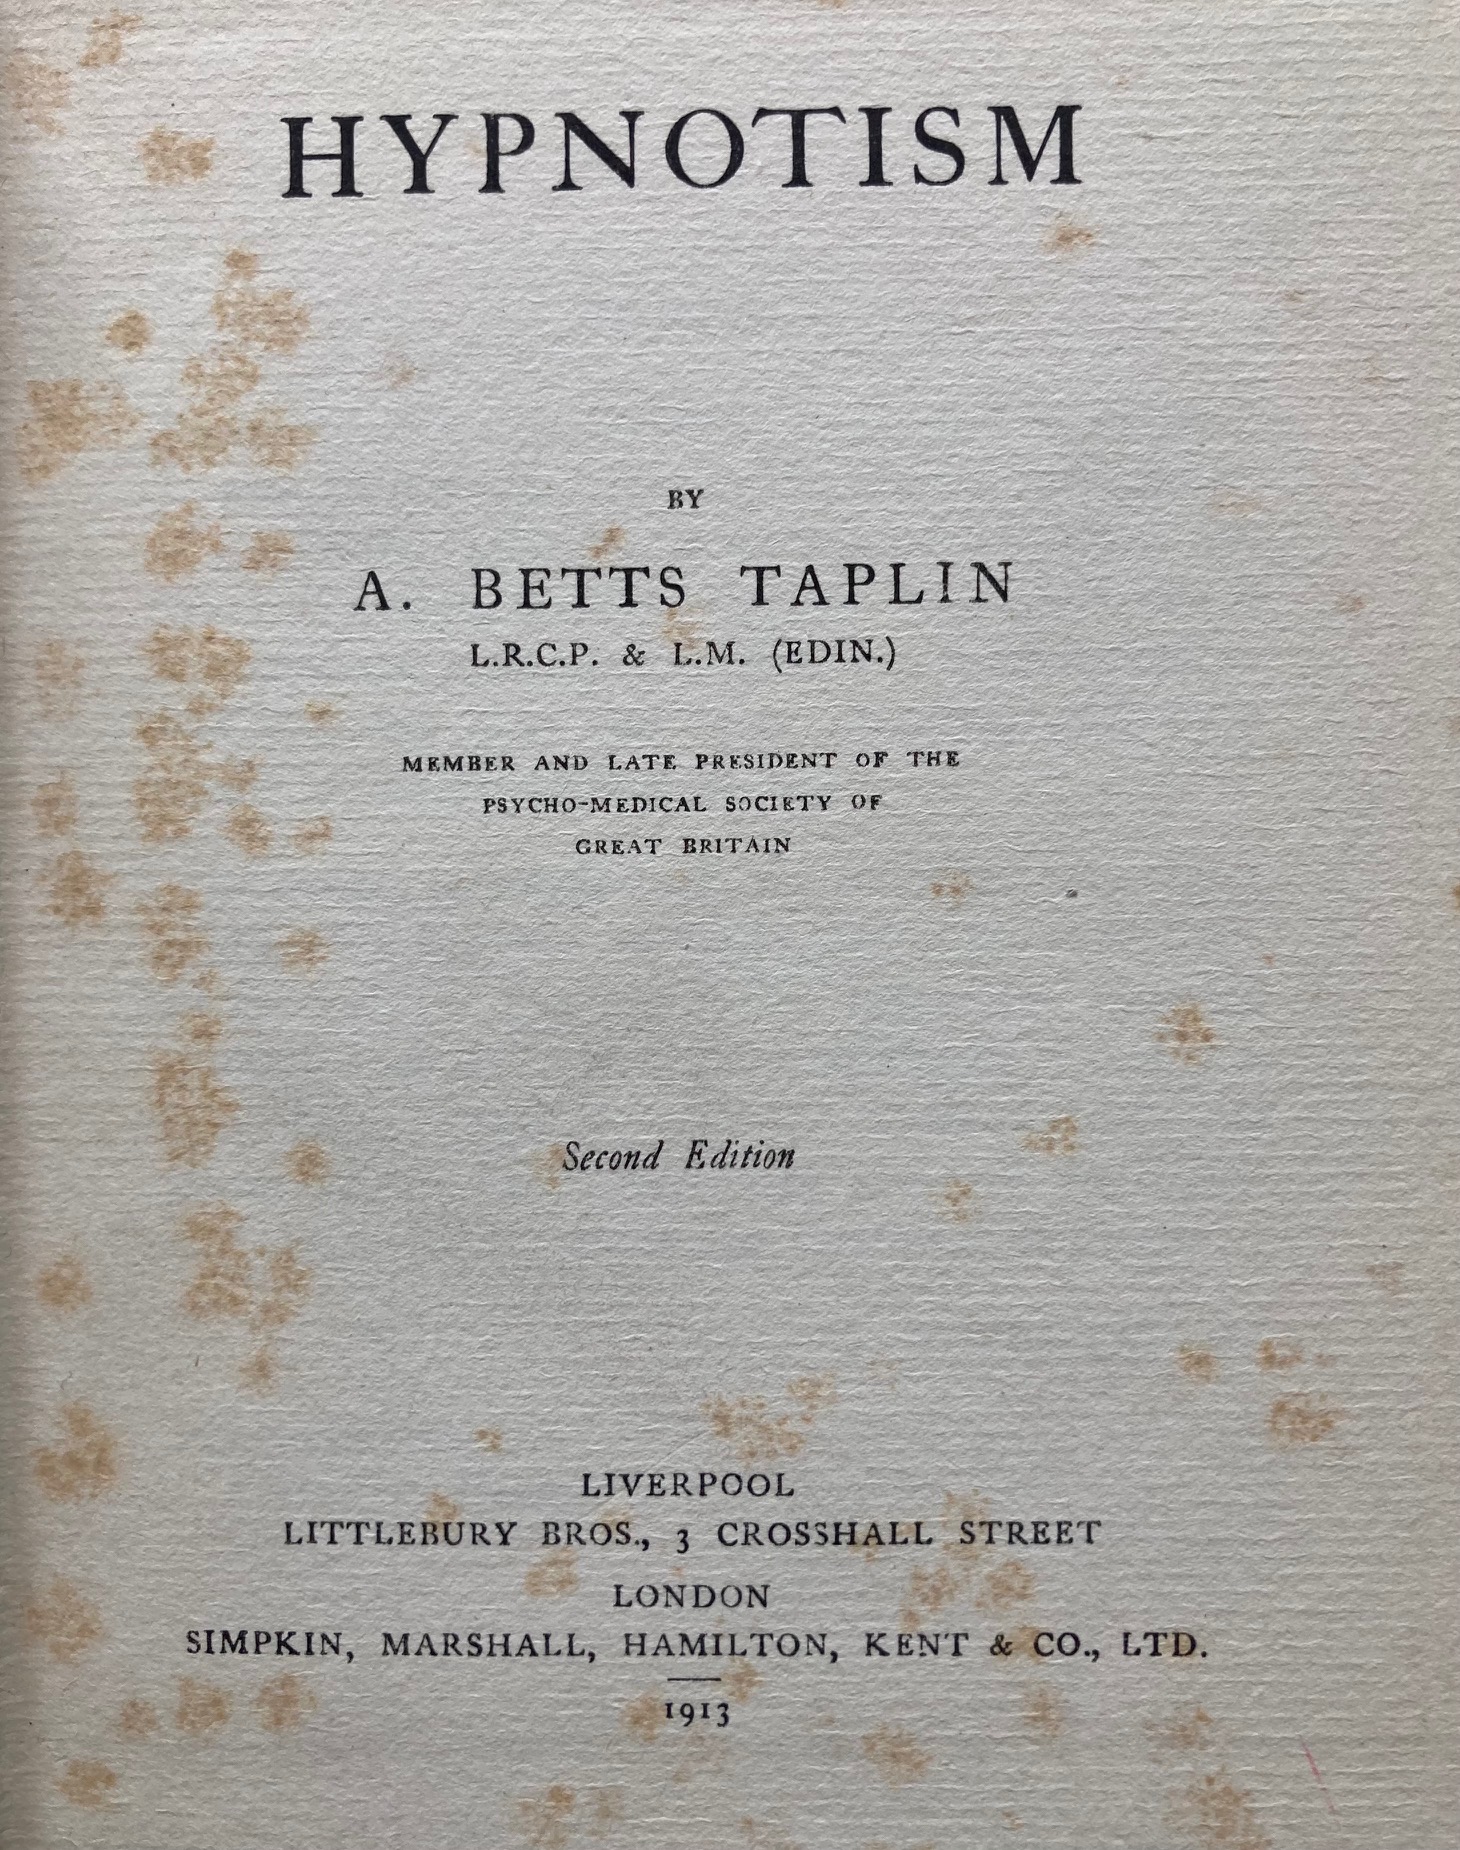 HYPNOTISM
BY
A. BETTS TAPLIN
L.R.C.P. & L.M. (EDIN.)
MEMBER AND LATE PRESIDENT OF THE
PSYCHO-MEDICAL SOCIETY OF
GREAT BRITAIN
Second Edition
LIVERPOOL
LITTLEBURY BROS., 3 CROSSHALL STREET
LONDON
SIMPKIN, MARSHALL, HAMILTON, KENT & CO., LTD.
1913